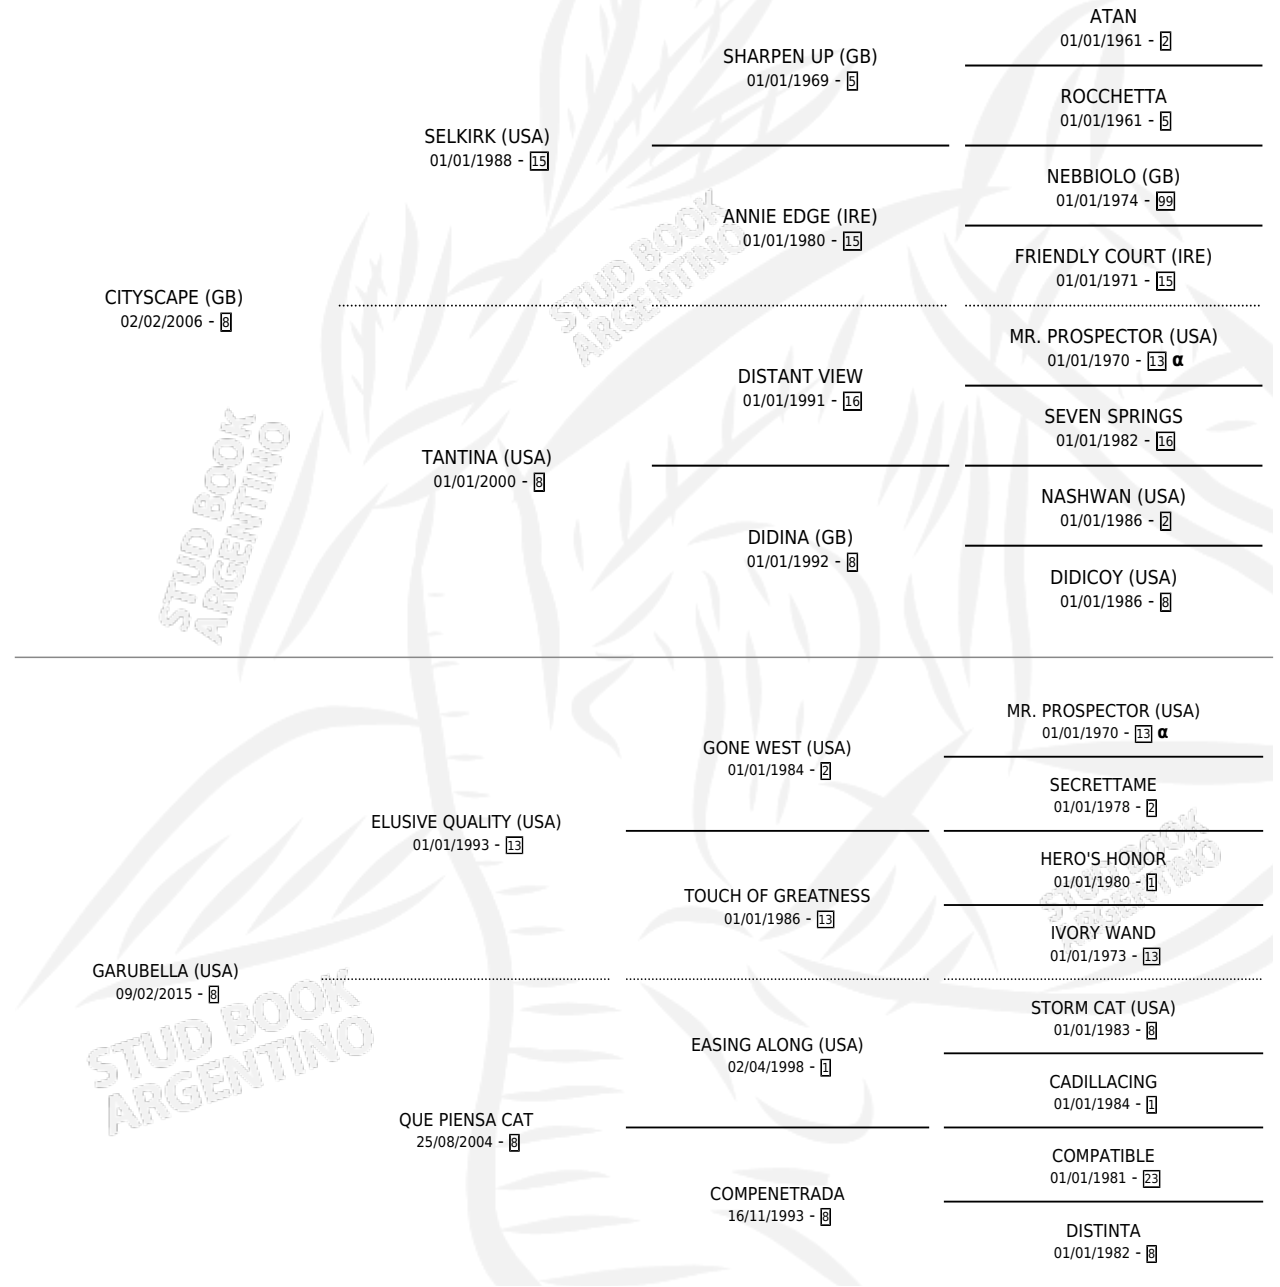 ATAN
01/01/1961 - 2
SHARPEN UP (GB)
01/01/1969 - 5
ROCCHETTA
01/01/1961 - 5
SELKIRK (USA)
01/01/1988 - 15
NEBBIOLO (GB)
01/01/1974 - 99
ANNIE EDGE (IRE)
01/01/1980 - 15
FRIENDLY COURT (IRE)
01/01/1971 - 15
CITYSCAPE (GB)
02/02/2006 - 8
MR. PROSPECTOR (USA)
01/01/1970 - 13 α
DISTANT VIEW
01/01/1991 - 16
SEVEN SPRINGS
01/01/1982 - 16
TANTINA (USA)
01/01/2000 - 8
NASHWAN (USA)
01/01/1986 - 2
DIDINA (GB)
01/01/1992 - 8
DIDICOY (USA)
01/01/1986 - 8
MR. PROSPECTOR (USA)
01/01/1970 - 13 α
GONE WEST (USA)
01/01/1984 - 2
SECRETTAME
01/01/1978 - 2
ELUSIVE QUALITY (USA)
01/01/1993 - 13
HERO'S HONOR
01/01/1980 - 1
TOUCH OF GREATNESS
01/01/1986 - 13
IVORY WAND
01/01/1973 - 13
GARUBELLA (USA)
09/02/2015 - 8
STORM CAT (USA)
01/01/1983 - 8
EASING ALONG (USA)
02/04/1998 - 1
CADILLACING
01/01/1984 - 1
QUE PIENSA CAT
25/08/2004 - 8
COMPATIBLE
01/01/1981 - 23
COMPENETRADA
16/11/1993 - 8
DISTINTA
01/01/1982 - 8
STUD BOOK
ARGENTINO
STUD BOOK
ARGENTINO
STUD BOOK
ARGENTINO
STUD BOOK
ARGENTINO